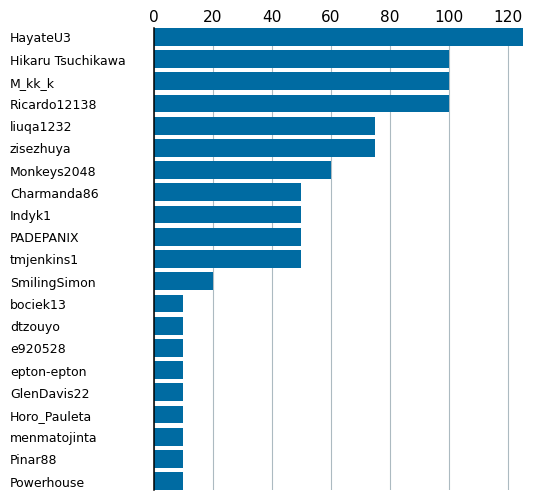 0 20 40 60 80 100 120
HayateU3
Hikaru Tsuchikawa
M_kk_k
Ricardo12138
liuqa1232
zisezhuya
Monkeys2048
Charmanda86
Indyk1
PADEPANIX
tmjenkins1
SmilingSimon
bociek13
dtzouyo
e920528
epton-epton
GlenDavis22
Horo_Pauleta
menmatojinta
Pinar88
Powerhouse